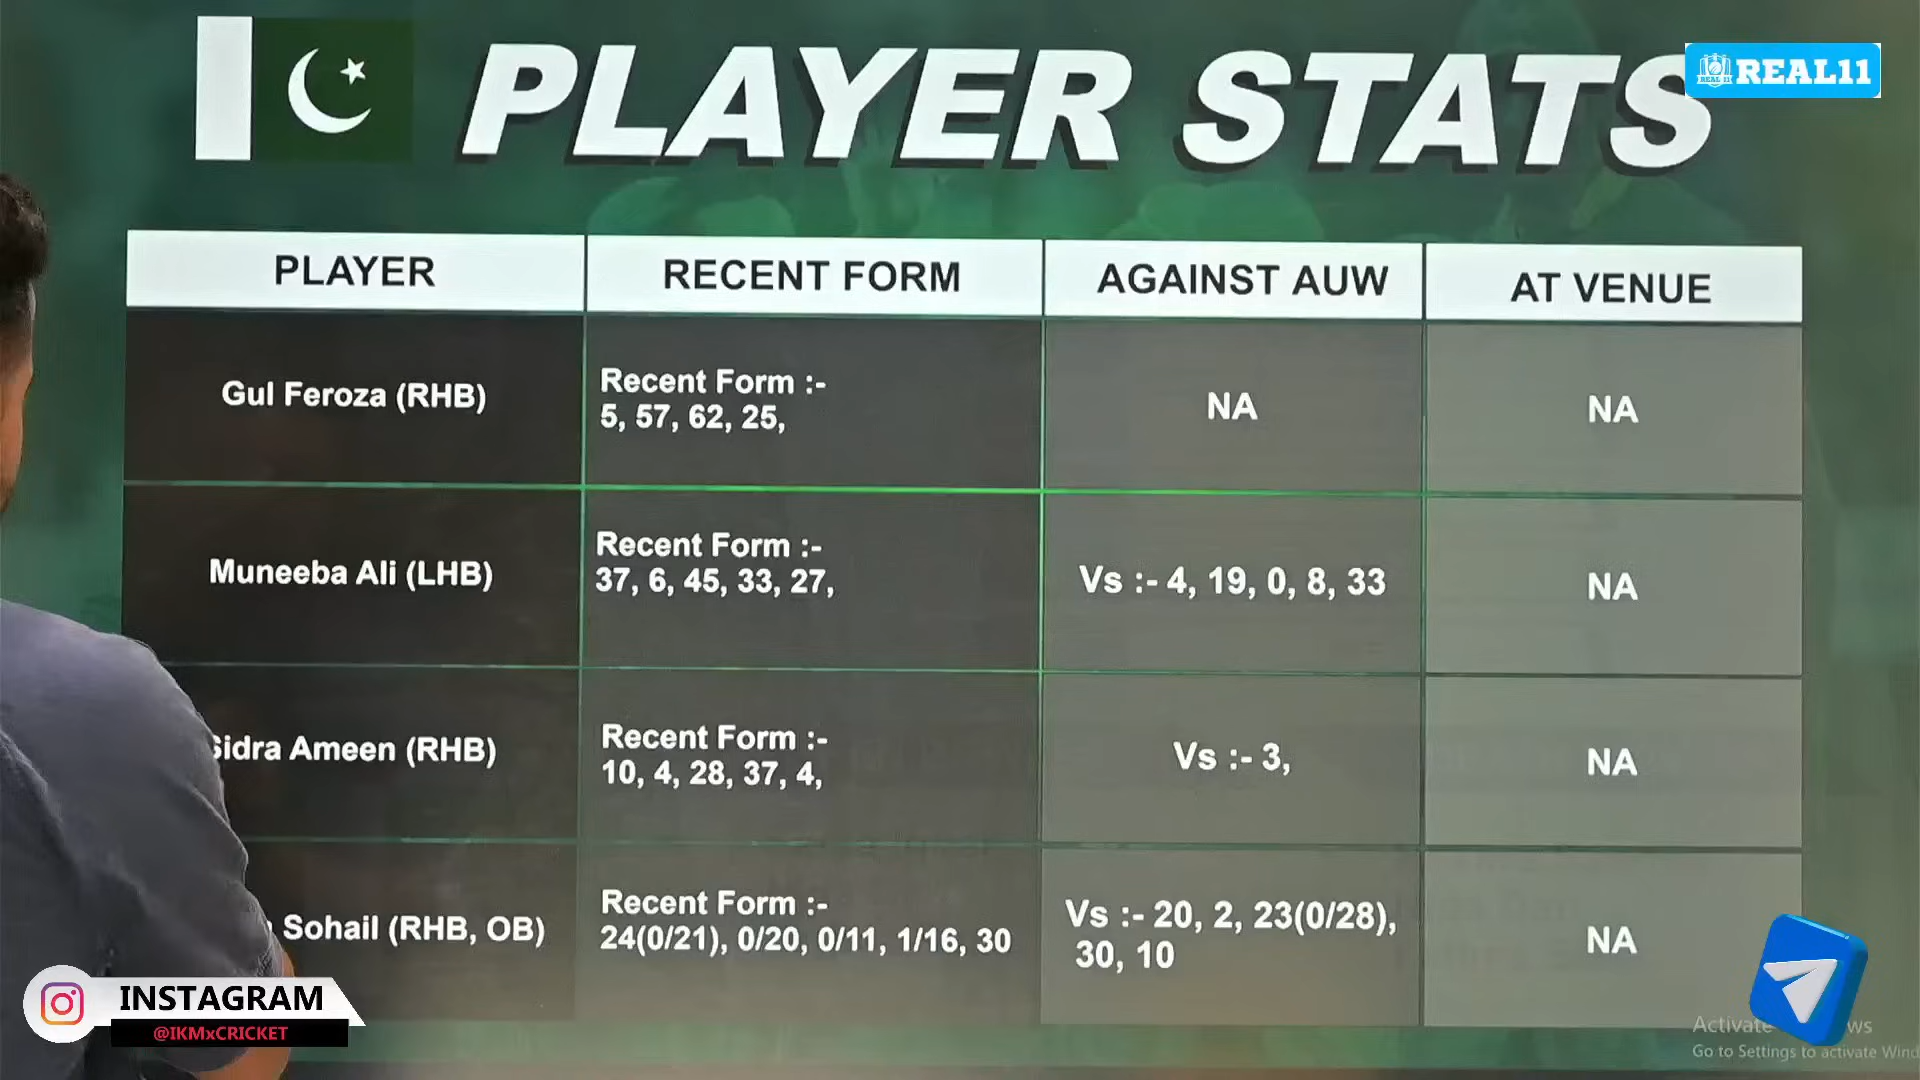 PLAYER STATS
REAL11
PLAYER
RECENT FORM
AGAINST AUW
AT VENUE
Gul Feroza (RHB)
Recent Form :-
5, 57, 62, 25,
NA
NA
Muneeba Ali (LHB)
Recent Form :-
37, 6, 45, 33, 27,
Vs :- 4, 19, 0, 8, 33
NA
Sidra Ameen (RHB)
Recent Form :-
10, 4, 28, 37, 4,
Vs :- 3,
NA
Sohail (RHB, OB)
Recent Form :-
24(0/21), 0/20, 0/11, 1/16, 30
Vs :- 20, 2, 23(0/28),
30, 10
NA
INSTAGRAM
@IKMxCRICKET
Activate
Go to Settings to activate Wind